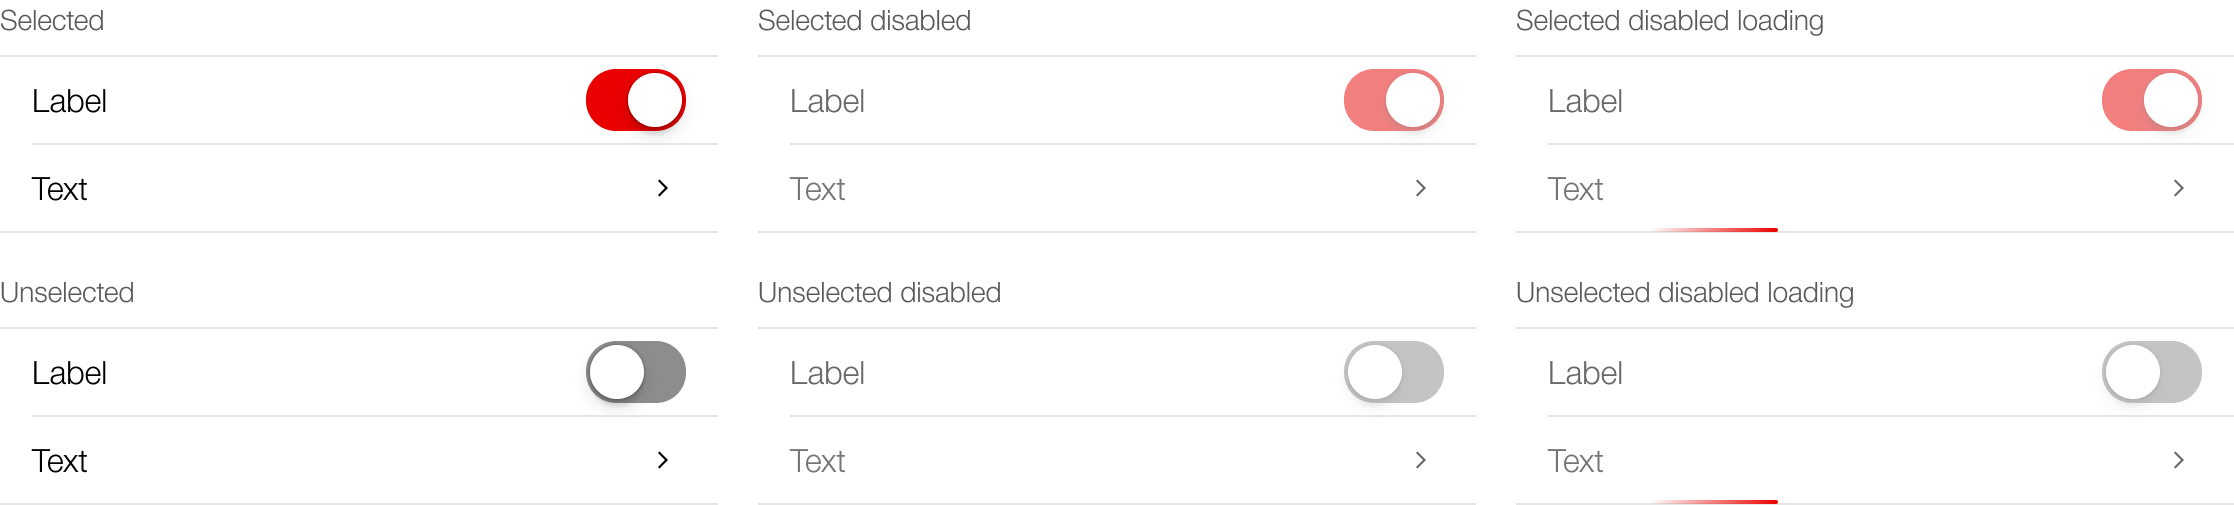 Selected
Label
Text
Selected disabled
Label
Text
Selected disabled loading
Label
Text
Unselected
Label
Text
Unselected disabled
Label
Text
Unselected disabled loading
Label
Text